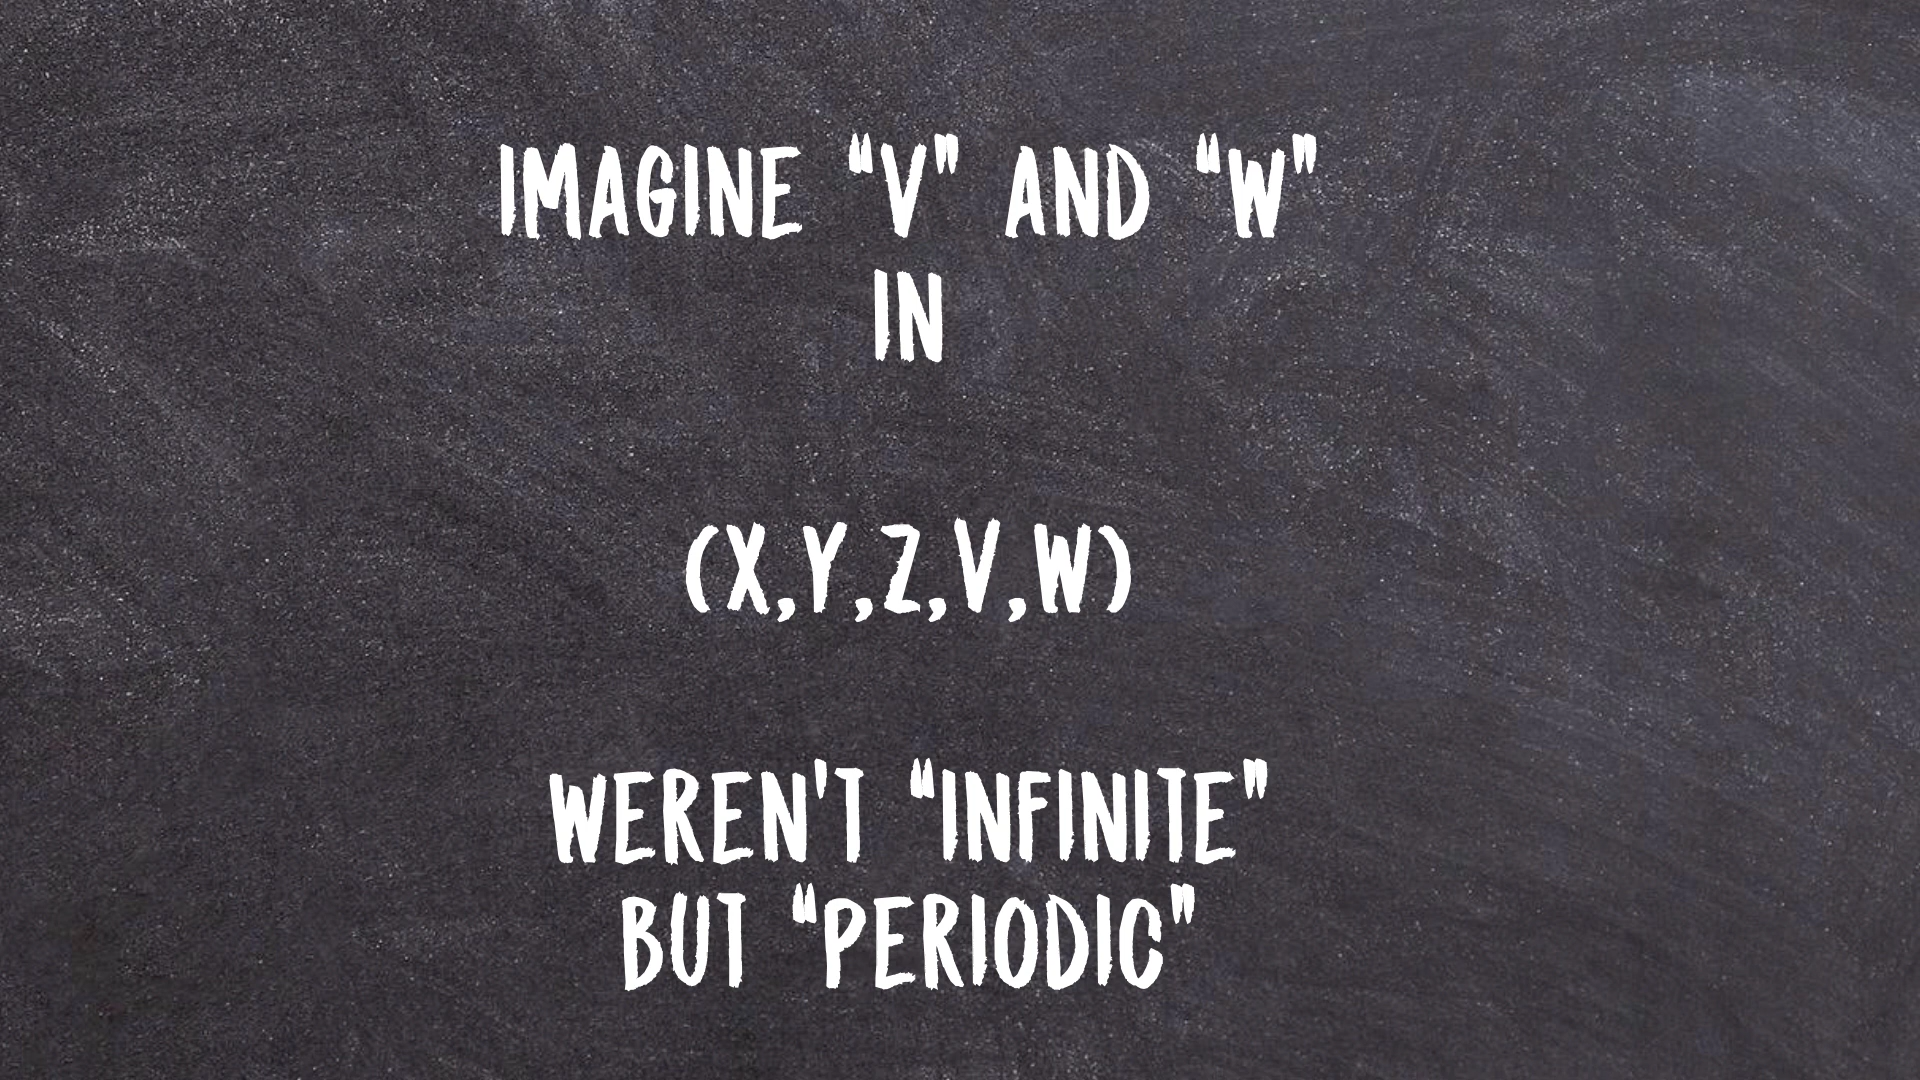 IMAGINE “V” AND “W”
IN
(X,Y,Z,V,W)
WEREN'T “INFINITE”
BUT “PERIODIC”